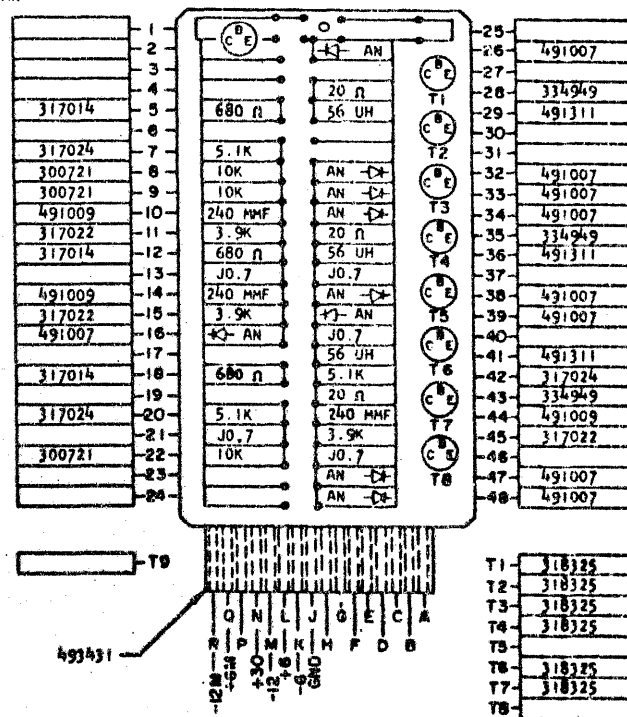 1 25
2 AN 26 491007
3 27
4 20 Ω 28 334949
317014 5 680 Ω 56 UH 29 491311
6 30
317024 7 5.1K 31
300721 8 10K AN 32 491007
300721 9 10K AN 33 491007
491009 10 240 MMF AN 34 491007
317022 11 3.9K 20 Ω 35 334949
317014 12 680 Ω 56 UH 36 491311
13 J0.7 J0.7 37
491009 14 240 MMF AN 38 491007
317022 15 3.9K AN 39 491007
491007 16 AN J0.7 40
17 56 UH 41 491311
317014 18 680 Ω 5.1K 42 317024
19 20 Ω 43 334949
317024 20 5.1K 240 MMF 44 491009
21 J0.7 3.9K 45 317022
300721 22 10K J0.7 46
23 AN 47 491007
24 AN 48 491007
C B E
C B E
T1
C B E
T2
C B E
T3
C B E
T4
C B E
T5
C B E
T6
C B E
T7
C B E
T8
T9
493431
Q N L J G E C A
R P M K H F D B
-12M +6M +30 -12 +6 -6 GND
T1 318325
T2 318325
T3 318325
T4 318325
T5
T6 318325
T7 318325
T8